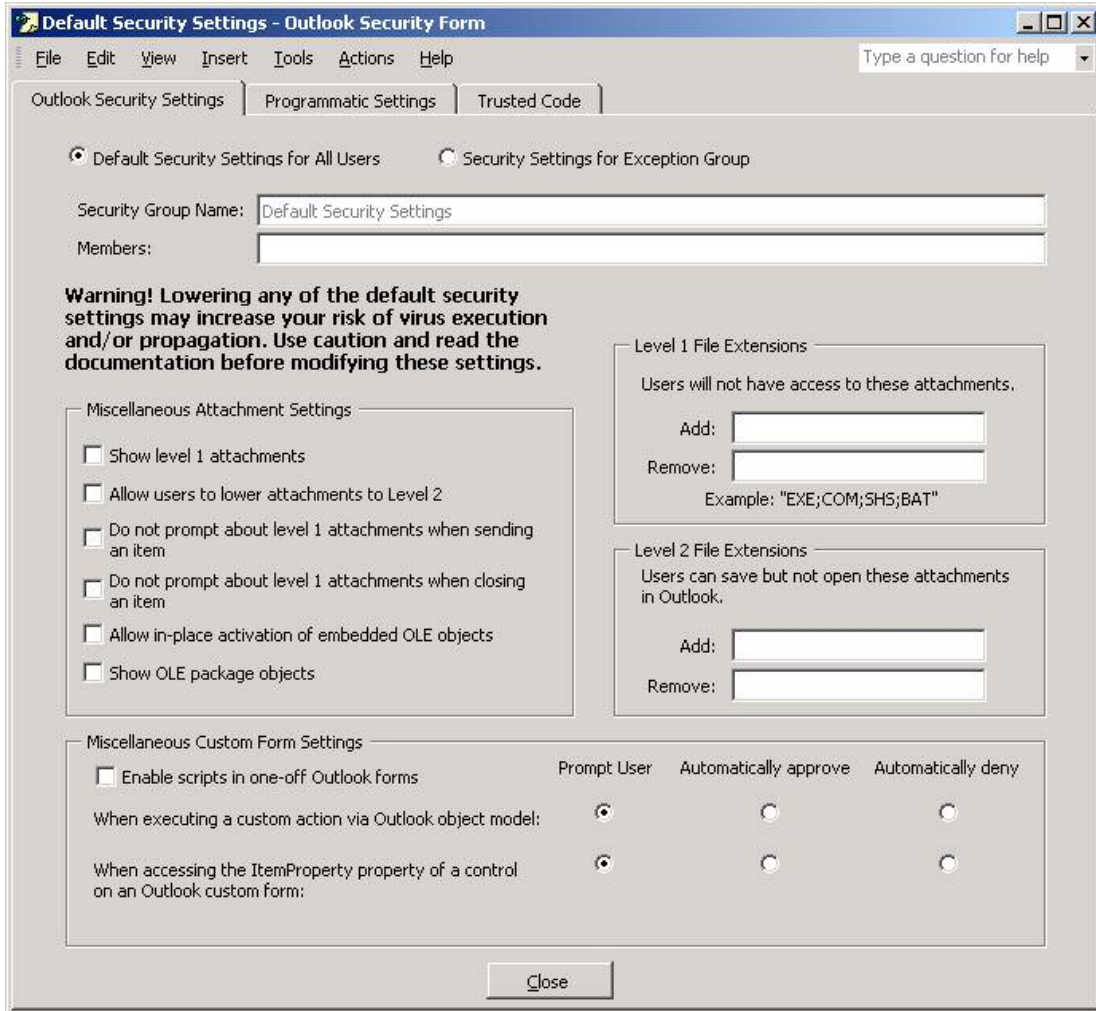 Default Security Settings - Outlook Security Form
File Edit View Insert Tools Actions Help Type a question for help
Outlook Security Settings Programmatic Settings Trusted Code
Default Security Settings for All Users Security Settings for Exception Group
Security Group Name: Default Security Settings
Members:
Warning! Lowering any of the default security
settings may increase your risk of virus execution
and/or propagation. Use caution and read the
documentation before modifying these settings.
Miscellaneous Attachment Settings
Show level 1 attachments
Allow users to lower attachments to Level 2
Do not prompt about level 1 attachments when sending
an item
Do not prompt about level 1 attachments when closing
an item
Allow in-place activation of embedded OLE objects
Show OLE package objects
Level 1 File Extensions
Users will not have access to these attachments.
Add:
Remove:
Example: "EXE;COM;SHS;BAT"
Level 2 File Extensions
Users can save but not open these attachments
in Outlook.
Add:
Remove:
Miscellaneous Custom Form Settings
Enable scripts in one-off Outlook forms
Prompt User Automatically approve Automatically deny
When executing a custom action via Outlook object model:
When accessing the ItemProperty property of a control
on an Outlook custom form:
Close